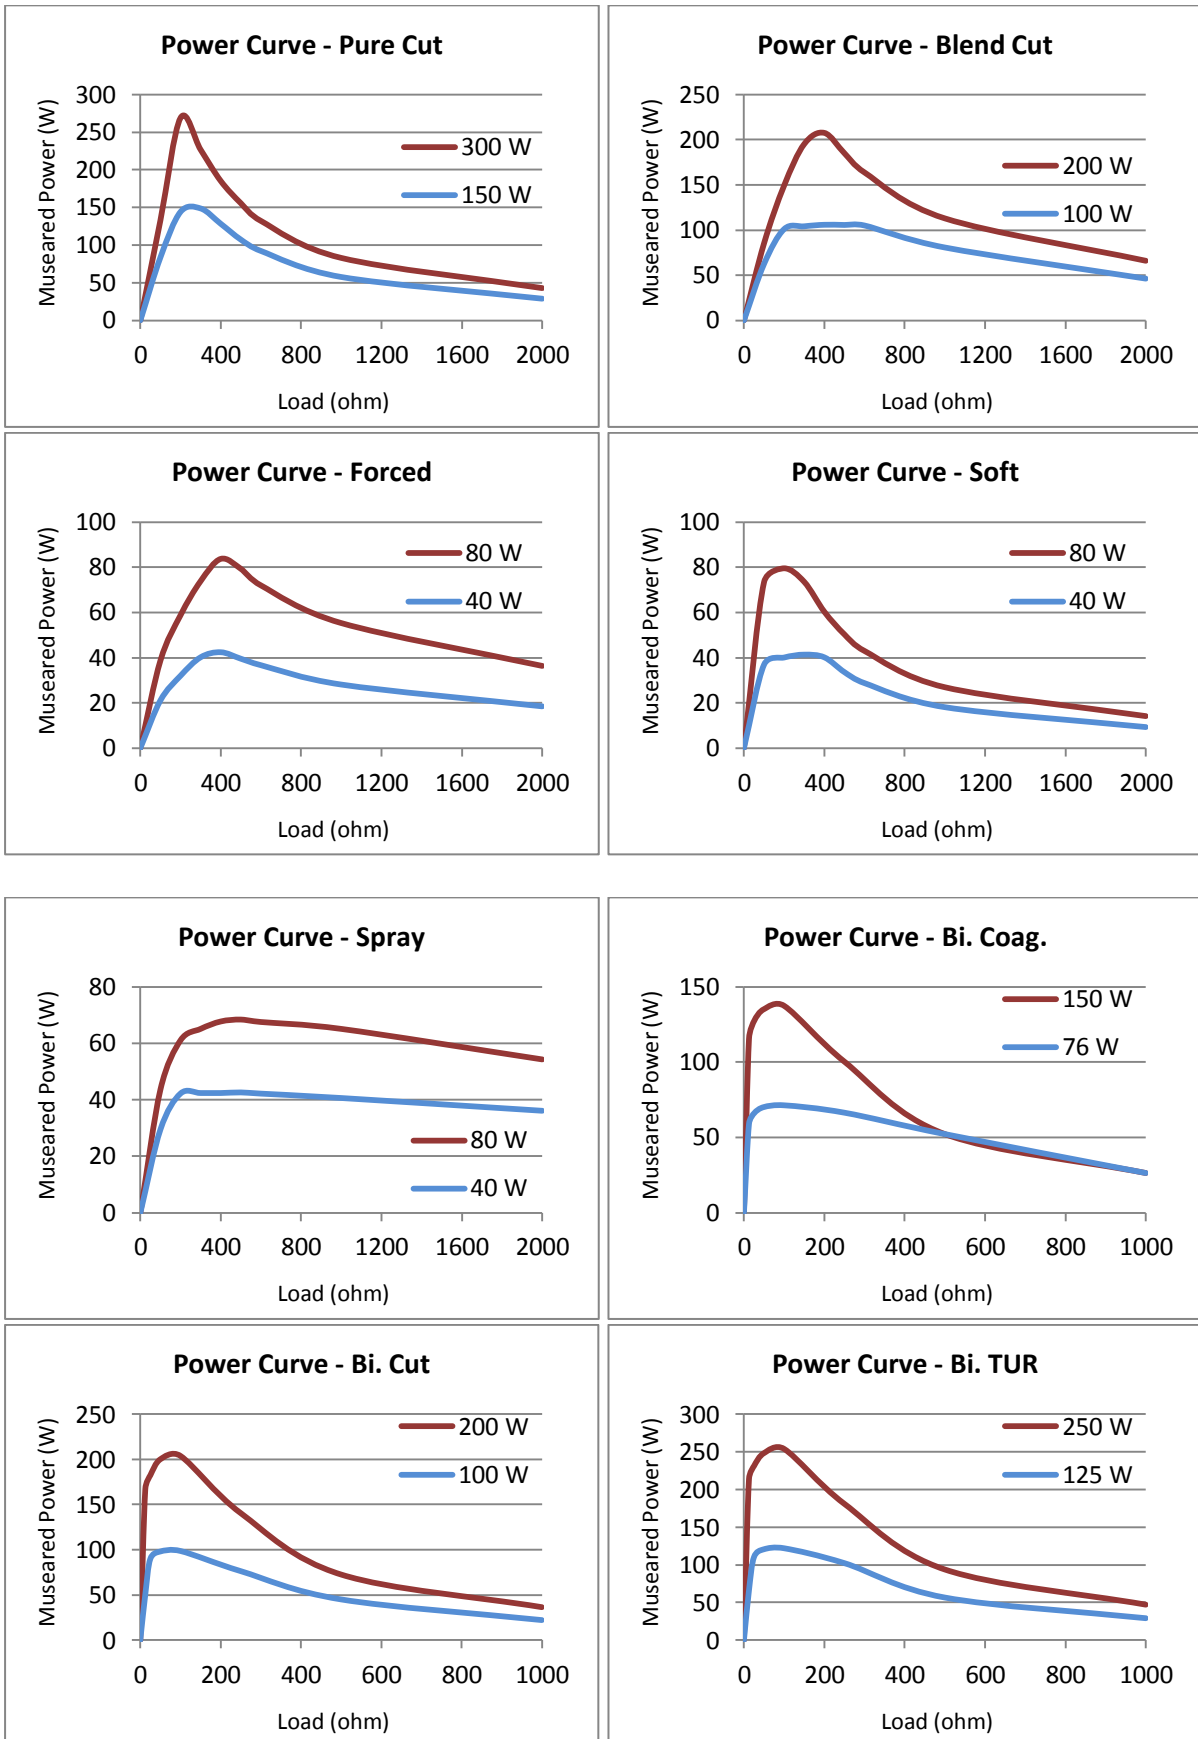 Power Curve - Pure Cut
Museared Power (W)
300
250
200
150
100
50
0
300 W
150 W
0 400 800 1200 1600 2000
Load (ohm)
Power Curve - Blend Cut
Museared Power (W)
250
200
150
100
50
0
200 W
100 W
0 400 800 1200 1600 2000
Load (ohm)
Power Curve - Forced
Museared Power (W)
100
80
60
40
20
0
80 W
40 W
0 400 800 1200 1600 2000
Load (ohm)
Power Curve - Soft
Museared Power (W)
100
80
60
40
20
0
80 W
40 W
0 400 800 1200 1600 2000
Load (ohm)
Power Curve - Spray
Museared Power (W)
80
60
40
20
0
80 W
40 W
0 400 800 1200 1600 2000
Load (ohm)
Power Curve - Bi. Coag.
Museared Power (W)
150
100
50
0
150 W
76 W
0 200 400 600 800 1000
Load (ohm)
Power Curve - Bi. Cut
Museared Power (W)
250
200
150
100
50
0
200 W
100 W
0 200 400 600 800 1000
Load (ohm)
Power Curve - Bi. TUR
Museared Power (W)
300
250
200
150
100
50
0
250 W
125 W
0 200 400 600 800 1000
Load (ohm)